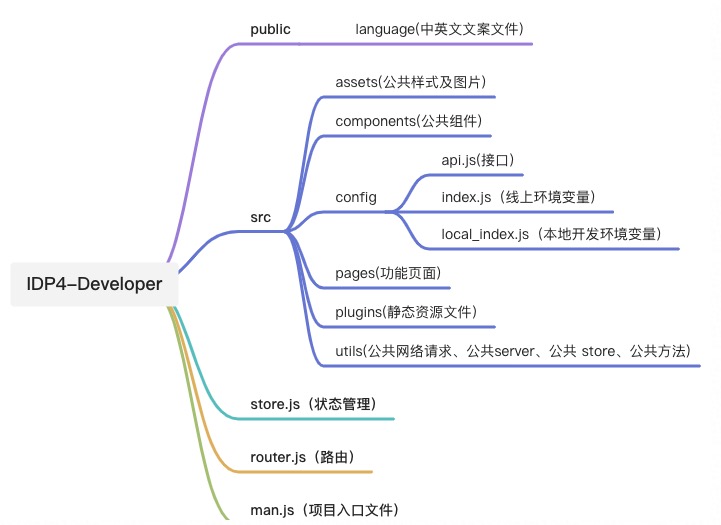 public
language(中英文文案文件)
assets(公共样式及图片)
components(公共组件)
api.js(接口)
config
index.js（线上环境变量）
src
local_index.js（本地开发环境变量）
pages(功能页面)
IDP4-Developer
plugins(静态资源文件)
utils(公共网络请求、公共server、公共 store、公共方法)
store.js（状态管理）
router.js（路由）
man.js（项目入口文件）